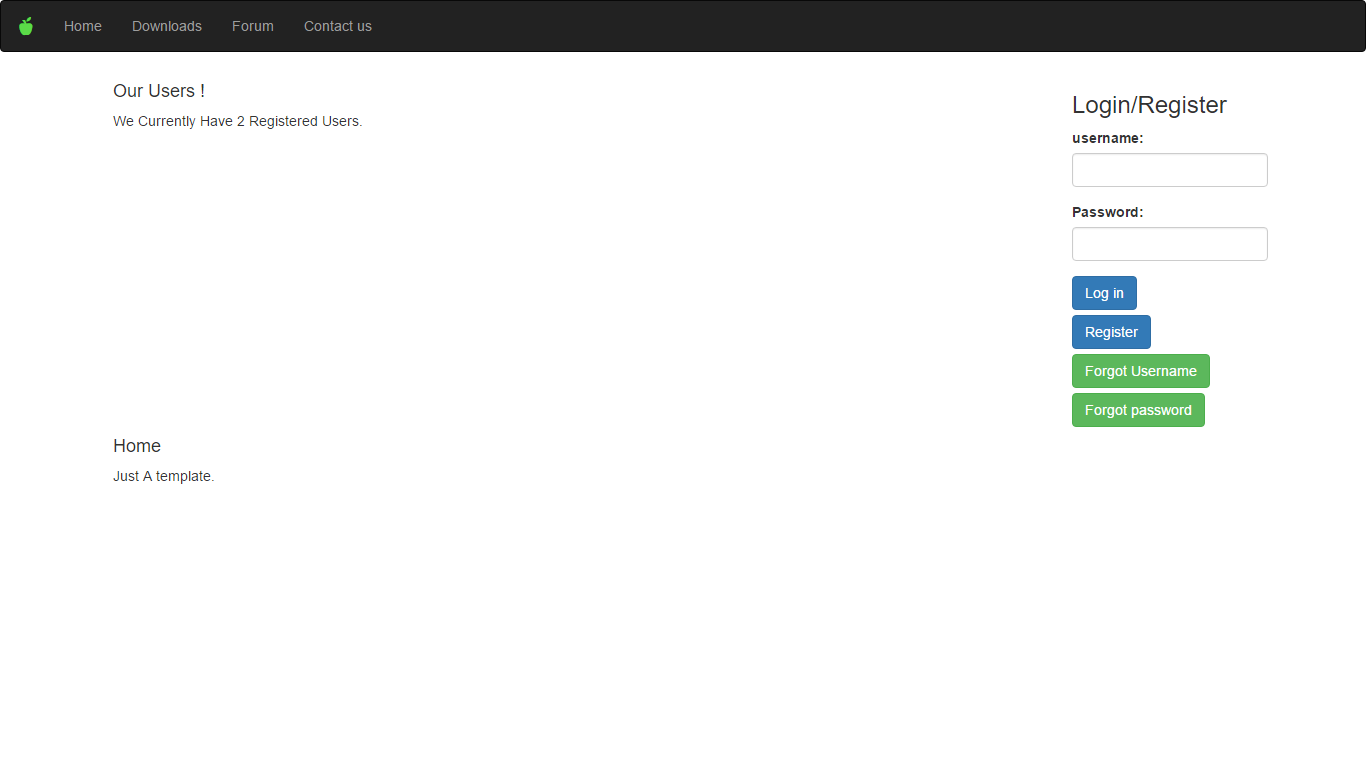 Home Downloads Forum Contact us
Our Users !
We Currently Have 2 Registered Users.
Login/Register
username:
Password:
Log in
Register
Forgot Username
Forgot password
Home
Just A template.